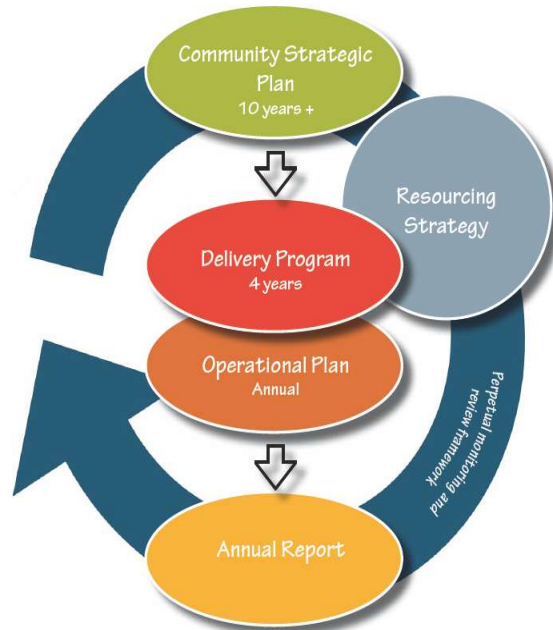 Community Strategic
Plan
10 years +
Resourcing
Strategy
Delivery Program
4 years
Operational Plan
Annual
Perpetual monitoring and
review framework
Annual Report